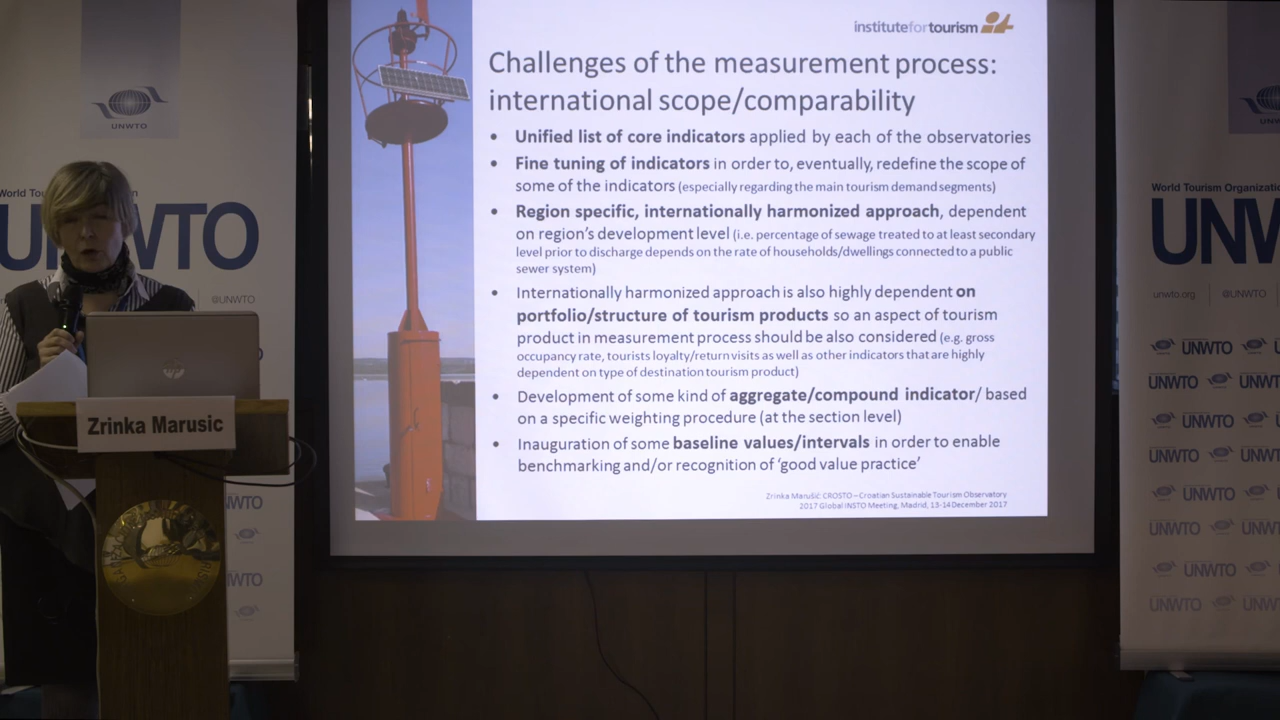 institutefortourism
Challenges of the measurement process:
international scope/comparability
• Unified list of core indicators applied by each of the observatories
• Fine tuning of indicators in order to, eventually, redefine the scope of
some of the indicators (especially regarding the main tourism demand segments)
• Region specific, internationally harmonized approach, dependent
on region's development level (i.e. percentage of sewage treated to at least secondary
level prior to discharge depends on the rate of households/dwellings connected to a public
sewer system)
• Internationally harmonized approach is also highly dependent on
portfolio/structure of tourism products so an aspect of tourism
product in measurement process should be also considered (e.g. gross
occupancy rate, tourists loyalty/return visits as well as other indicators that are highly
dependent on type of destination tourism product)
• Development of some kind of aggregate/compound indicator/ based
on a specific weighting procedure (at the section level)
• Inauguration of some baseline values/intervals in order to enable
benchmarking and/or recognition of 'good value practice'
Zrinka Marušić: CROSTO – Croatian Sustainable Tourism Observatory
2017 Global INSTO Meeting, Madrid, 13-14 December 2017
UNWTO
World Tou
UNWTO
@UNWTO
hp
Zrinka Marusic
UNWTO
World Tourism Organizatio
UNW
unwto.org @UNWTO
UNWTO
UNWTO
UNWTO
UNWTO
UNWTO
UNWTO
UNWTO
UNWTO